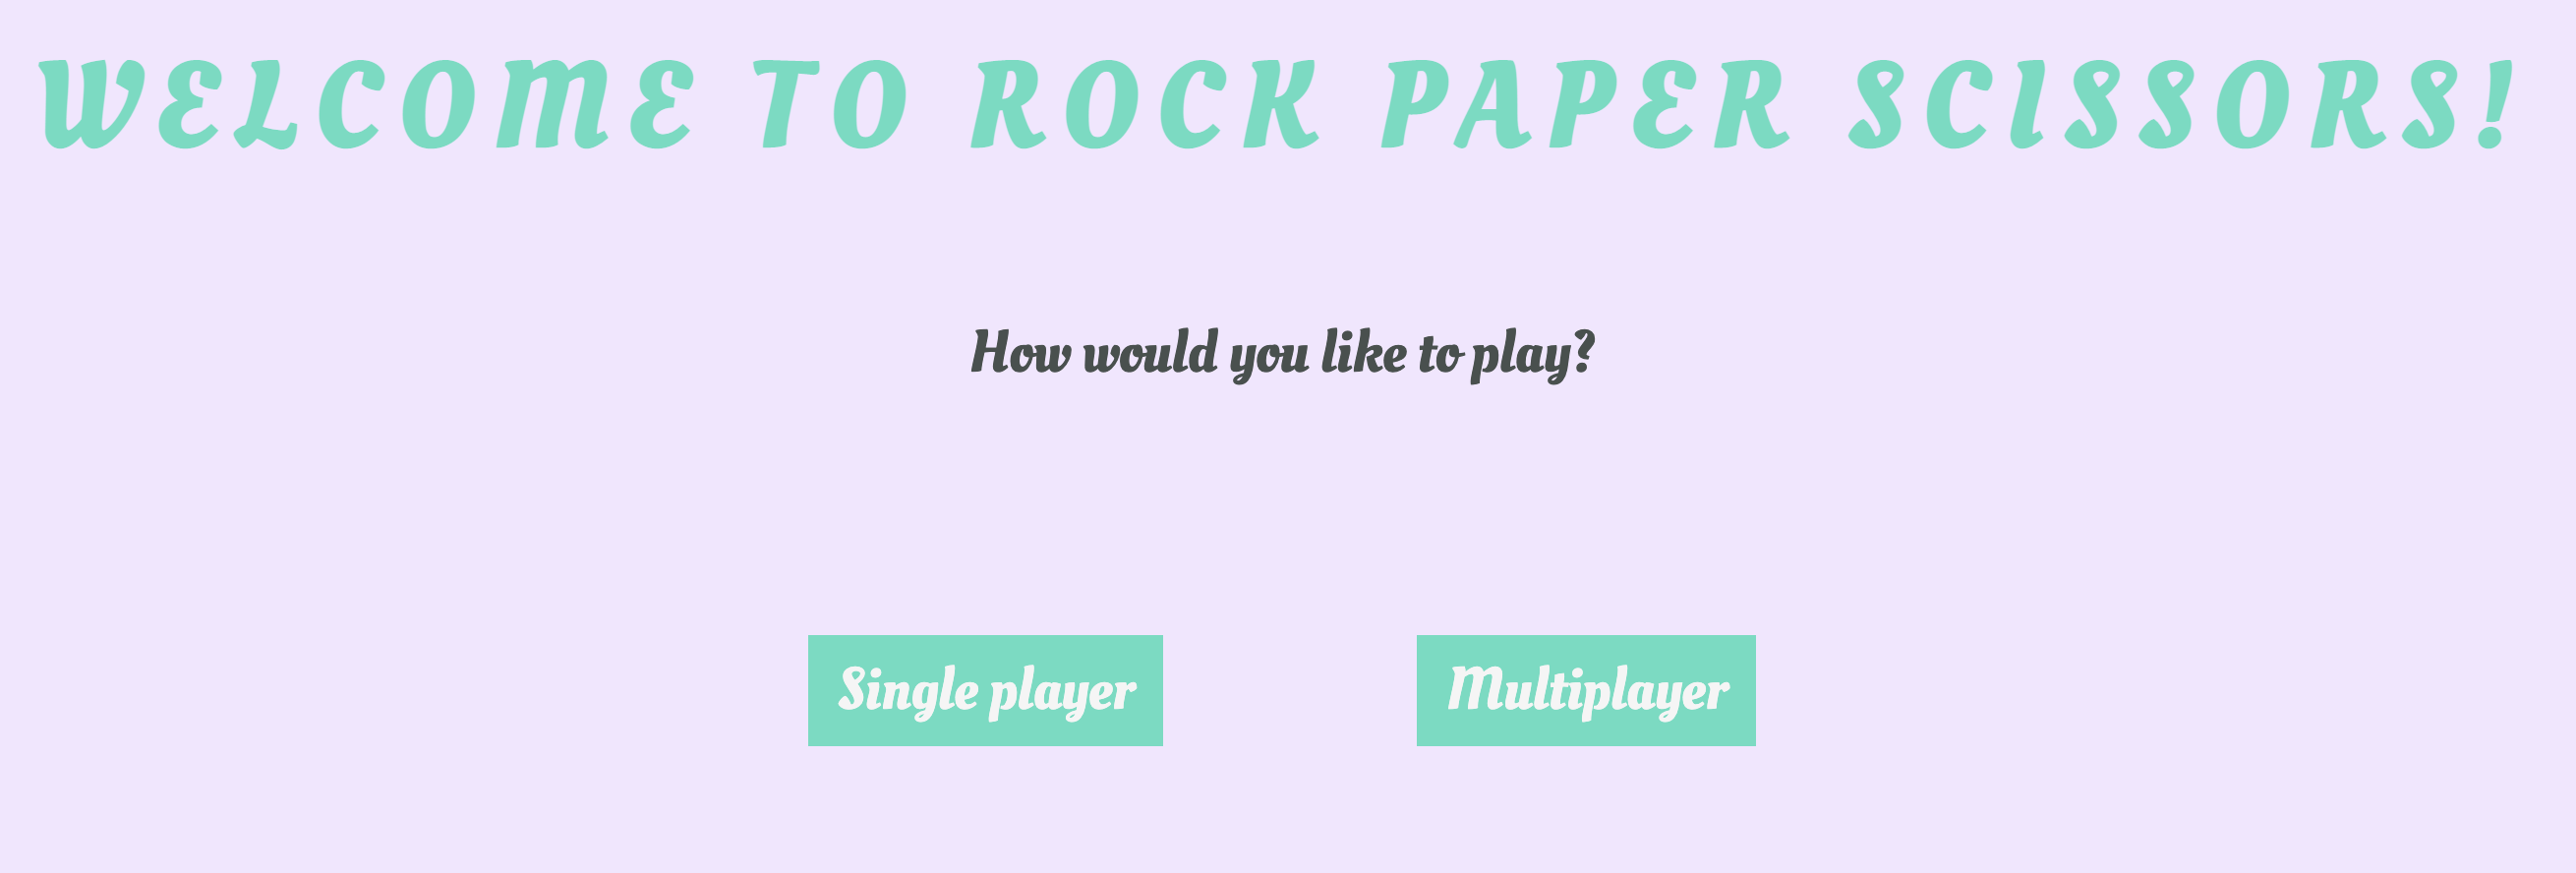 WELCOME TO ROCK PAPER SCISSORS!
How would you like to play?
Single player
Multiplayer